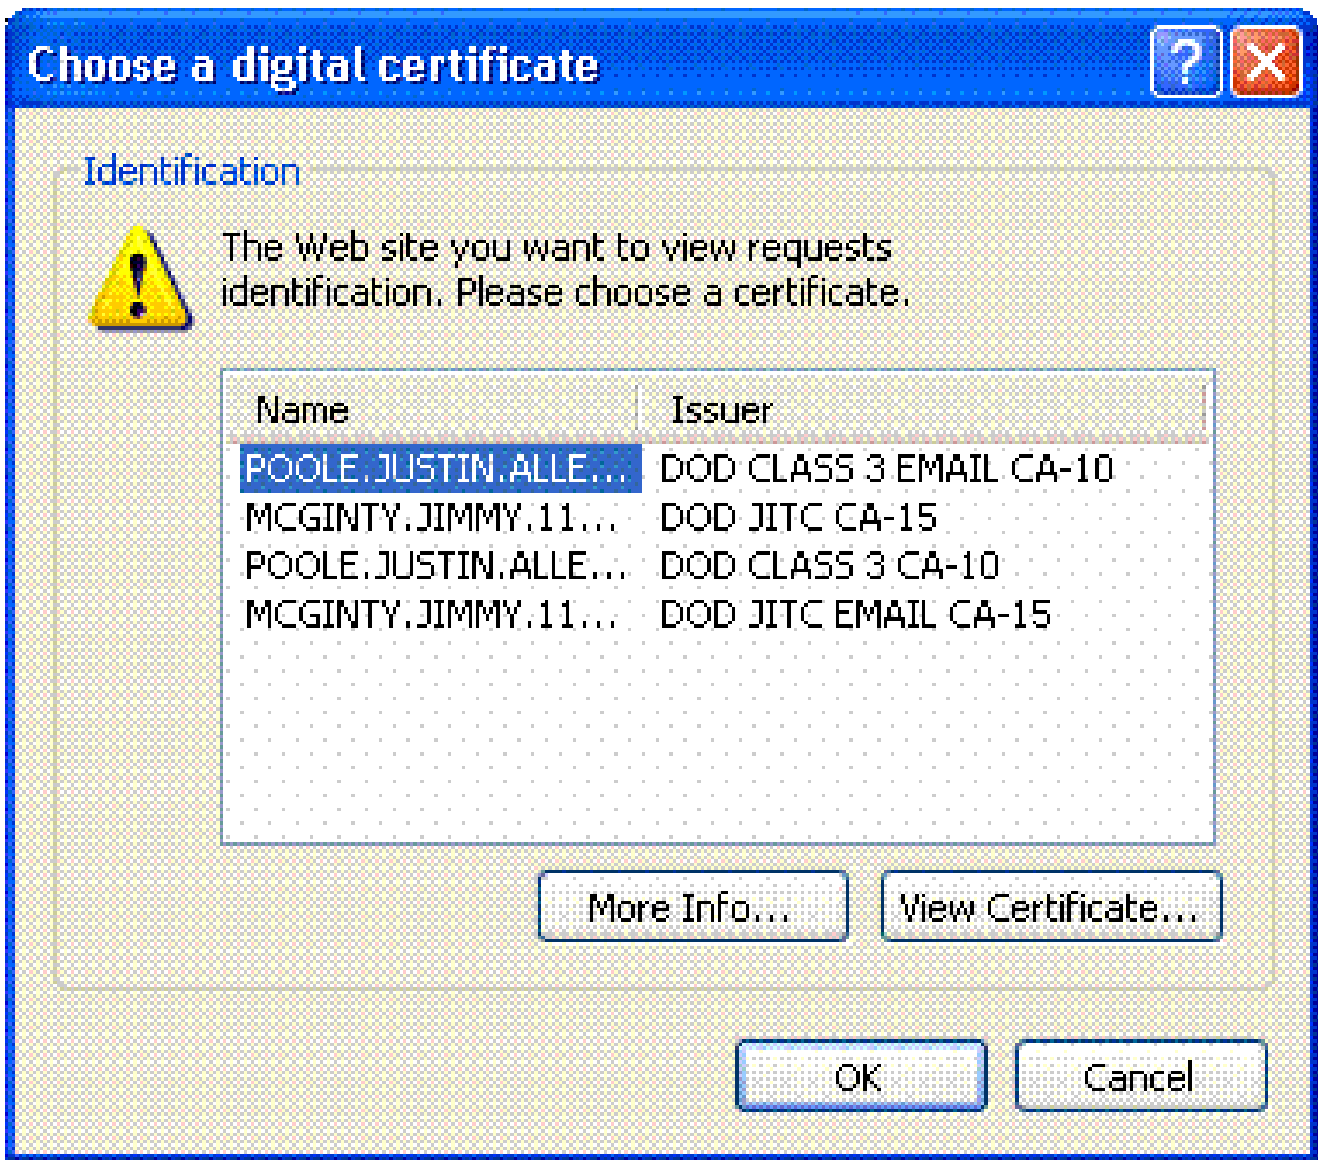 Choose a digital certificate
Identification
The Web site you want to view requests
identification. Please choose a certificate.
Name Issuer
POOLE.JUSTIN.ALLE... DOD CLASS 3 EMAIL CA-10
MCGINTY.JIMMY.11... DOD JITC CA-15
POOLE.JUSTIN.ALLE... DOD CLASS 3 CA-10
MCGINTY.JIMMY.11... DOD JITC EMAIL CA-15
More Info... View Certificate...
OK Cancel